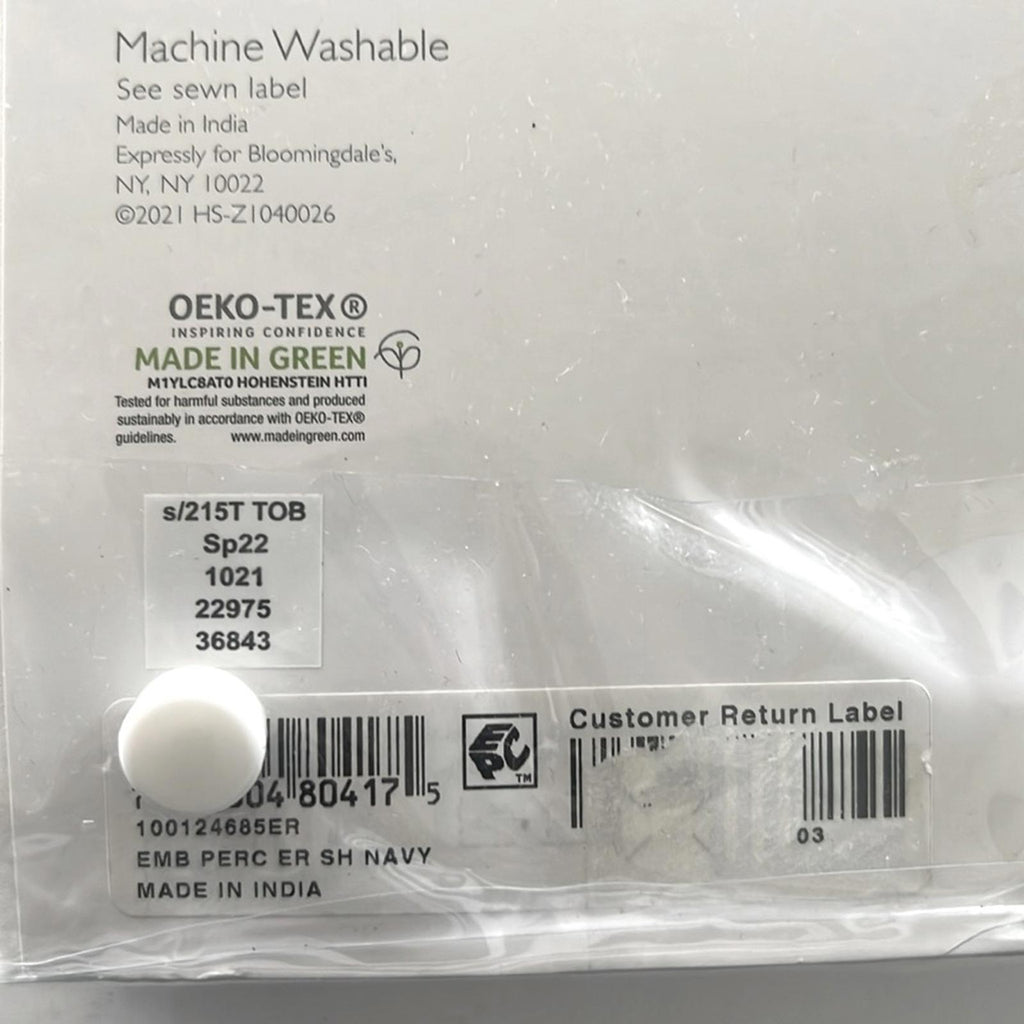 Machine Washable
See sewn label
Made in India
Expressly for Bloomingdale's,
NY, NY 10022
©2021 HS-Z1040026
OEKO-TEX®
INSPIRING CONFIDENCE
MADE IN GREEN
M1YLC8AT0 HOHENSTEIN HTTI
Tested for harmful substances and produced
sustainably in accordance with OEKO-TEX®
guidelines. www.madeingreen.com
s/215T TOB
Sp22
1021
22975
36843
EPC TM
Customer Return Label
04 80417 5
03
100124685ER
EMB PERC ER SH NAVY
MADE IN INDIA